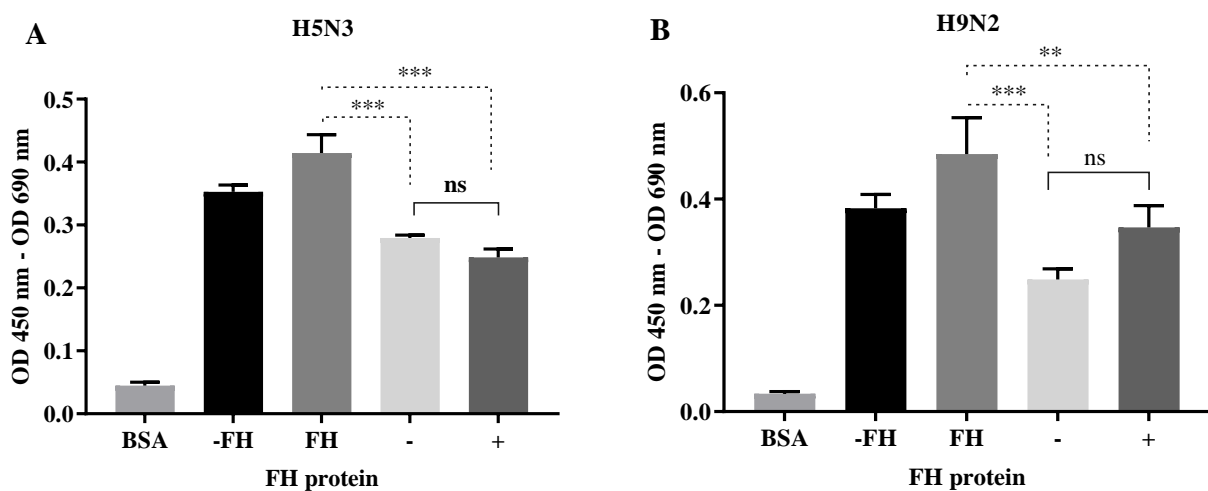 A
H5N3
OD 450 nm - OD 690 nm
0.5
0.4
0.3
0.2
0.1
0.0
***
***
ns
BSA -FH FH - +
FH protein
B
H9N2
OD 450 nm - OD 690 nm
0.6
0.4
0.2
0.0
**
***
ns
BSA -FH FH - +
FH protein